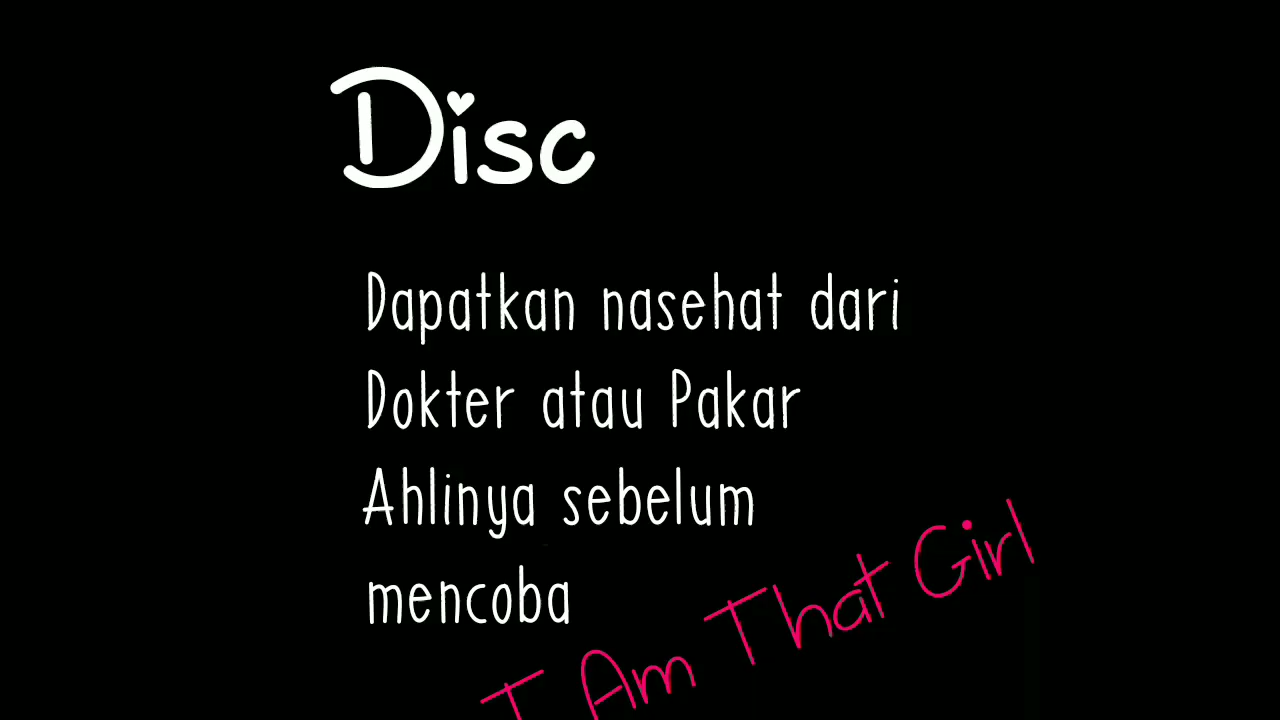 Disc
Dapatkan nasehat dari
Dokter atau Pakar
Ahlinya sebelum
mencoba
I Am That Girl